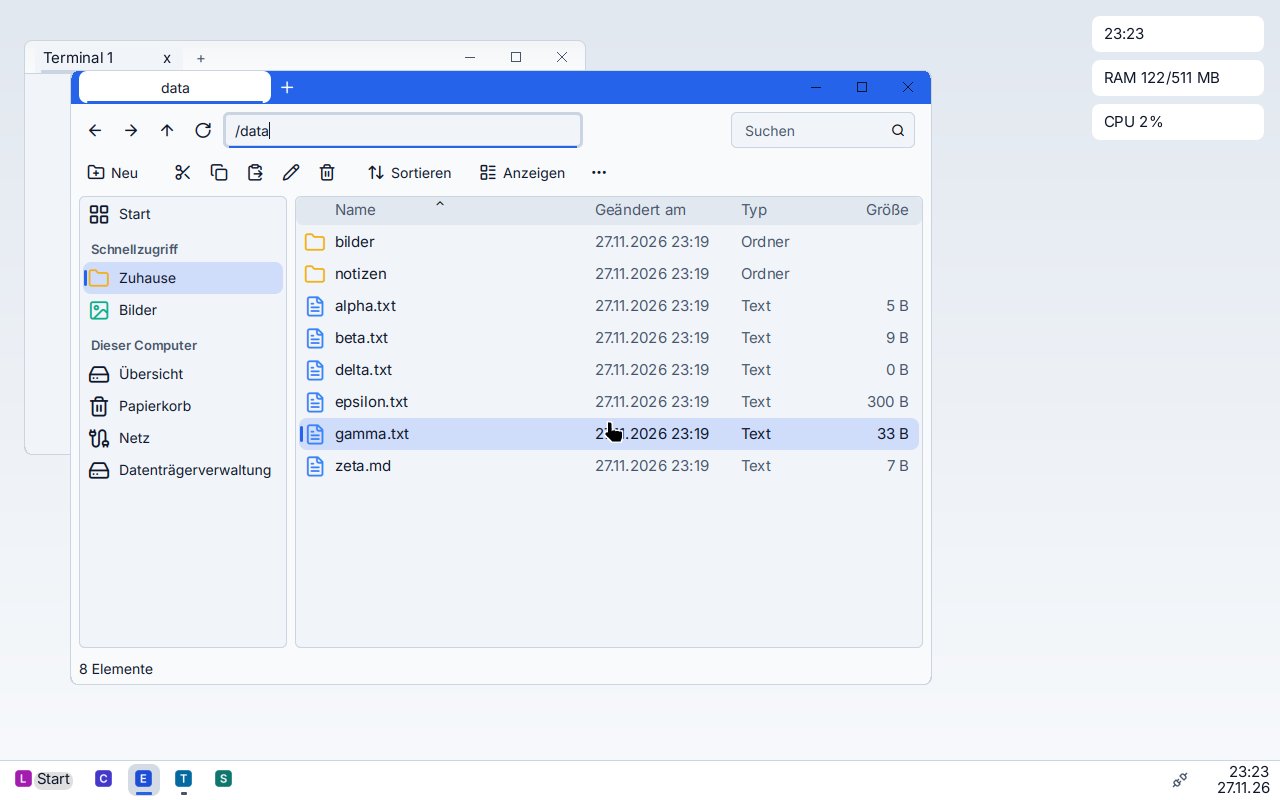 23:23
RAM 122/511 MB
CPU 2%
Terminal 1 x +
data +
/data
Suchen
Neu Sortieren Anzeigen ...
Start
Schnellzugriff
Zuhause
Bilder
Dieser Computer
Übersicht
Papierkorb
Netz
Datenträgerverwaltung
Name Geändert am Typ Größe
bilder 27.11.2026 23:19 Ordner
notizen 27.11.2026 23:19 Ordner
alpha.txt 27.11.2026 23:19 Text 5 B
beta.txt 27.11.2026 23:19 Text 9 B
delta.txt 27.11.2026 23:19 Text 0 B
epsilon.txt 27.11.2026 23:19 Text 300 B
gamma.txt 27.11.2026 23:19 Text 33 B
zeta.md 27.11.2026 23:19 Text 7 B
8 Elemente
L Start C E T S
23:23
27.11.26